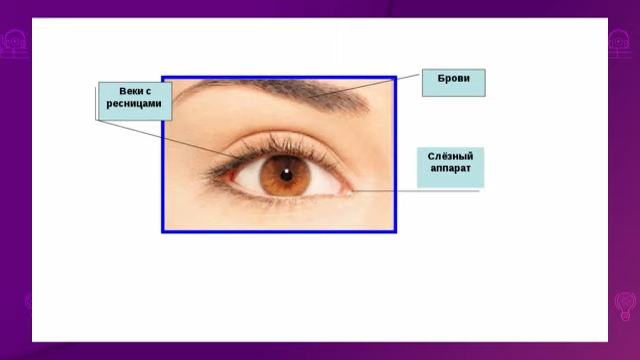 Веки с
ресницами
Брови
Слёзный
аппарат